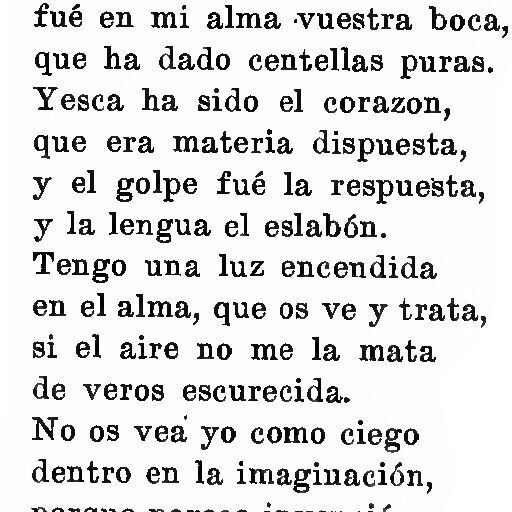 fué en mi alma vuestra boca,
que ha dado centellas puras.
Yesca ha sido el corazon,
que era materia dispuesta,
y el golpe fué la respuesta,
y la lengua el eslabón.
Tengo una luz encendida
en el alma, que os ve y trata,
si el aire no me la mata
de veros escurecida.
No os vea yo como ciego
dentro en la imaginación,